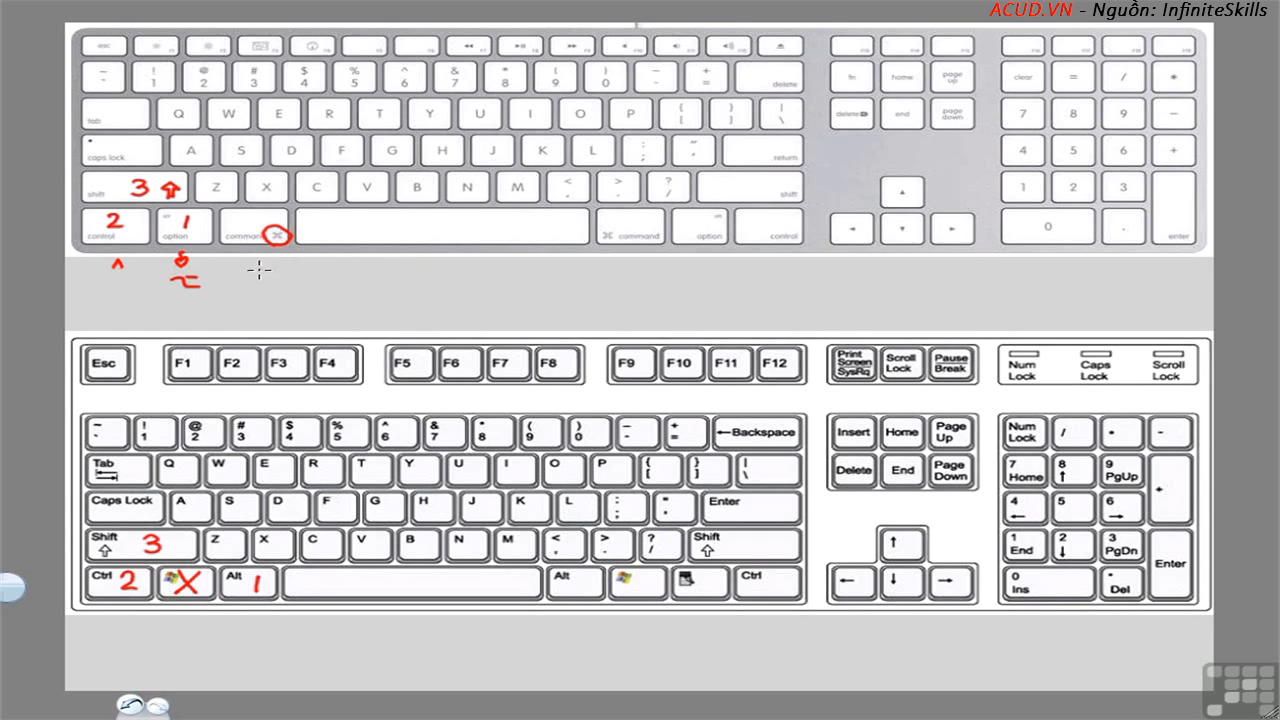 ACUD.VN - Nguồn: InfiniteSkills
esc
~ ` ! 1 @ 2 # 3 $ 4 % 5 ^ 6 & 7 * 8 ( 9 ) 0 _ - + = delete
fn home page up
clear = / *
tab Q W E R T Y U I O P { [ } ] | \
delete end page down
7 8 9 -
caps lock A S D F G H J K L : ; " ' return
4 5 6 +
shift 3 ⇧ Z X C V B N M < , > . ? / shift
1 2 3
control 2 alt option 1 command ⌘ ⌘ command alt option control
0 . enter
^ ⌥
Esc F1 F2 F3 F4 F5 F6 F7 F8 F9 F10 F11 F12
Print Screen SysRq Scroll Lock Pause Break
Num Lock Caps Lock Scroll Lock
~ ` ! 1 @ 2 # 3 $ 4 % 5 ^ 6 & 7 * 8 ( 9 ) 0 _ - + = ←Backspace
Insert Home Page Up
Num Lock / * -
Tab Q W E R T Y U I O P { [ } ] | \
Delete End Page Down
7 Home 8 ↑ 9 PgUp +
Caps Lock A S D F G H J K L : ; " ' Enter
4 ← 5 6 →
Shift ⇧ 3 Z X C V B N M < , > . ? / Shift ⇧
↑
1 End 2 ↓ 3 PgDn Enter
Ctrl 2 X Alt 1 Alt Ctrl
← ↓ →
0 Ins . Del